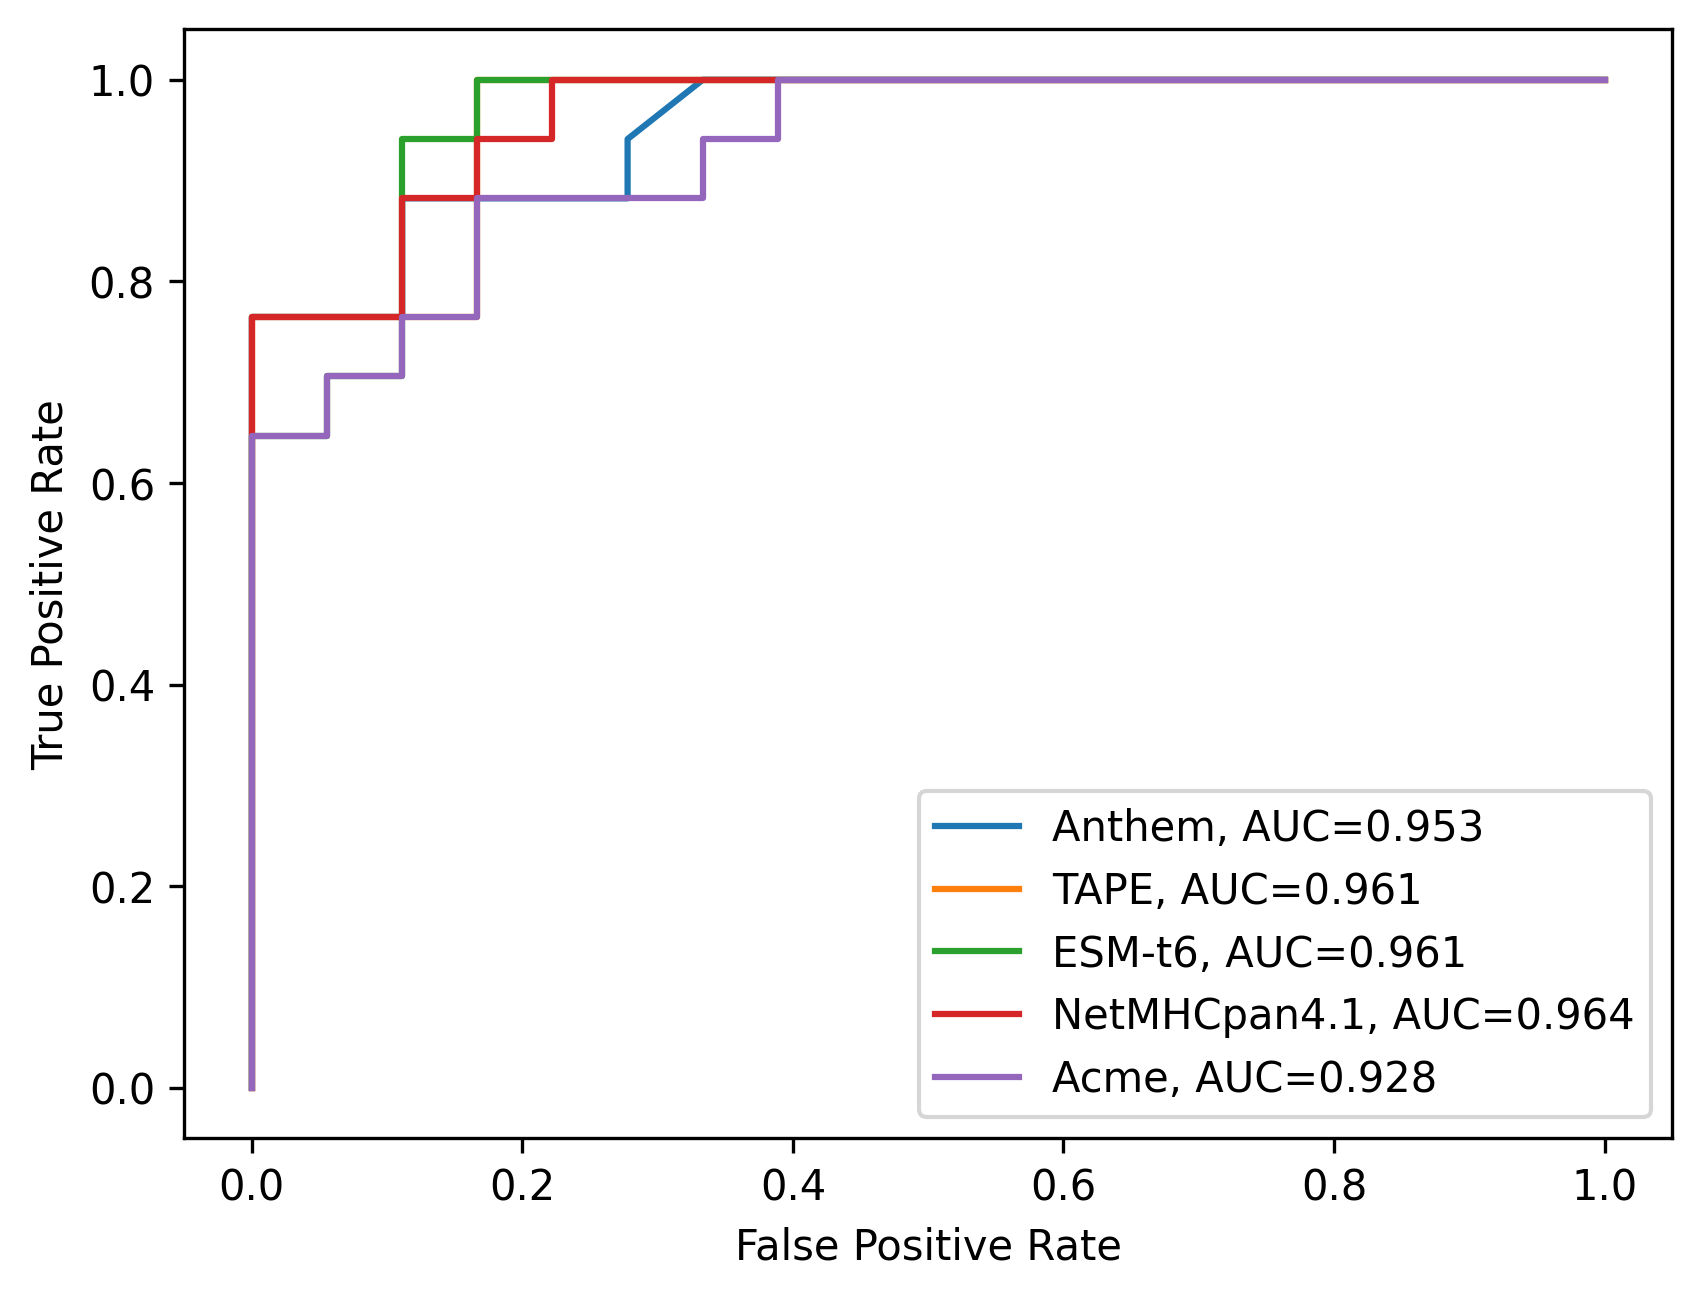 1.0
0.8
0.6
0.4
0.2
0.0
True Positive Rate
Anthem, AUC=0.953
TAPE, AUC=0.961
ESM-t6, AUC=0.961
NetMHCpan4.1, AUC=0.964
Acme, AUC=0.928
0.0 0.2 0.4 0.6 0.8 1.0
False Positive Rate